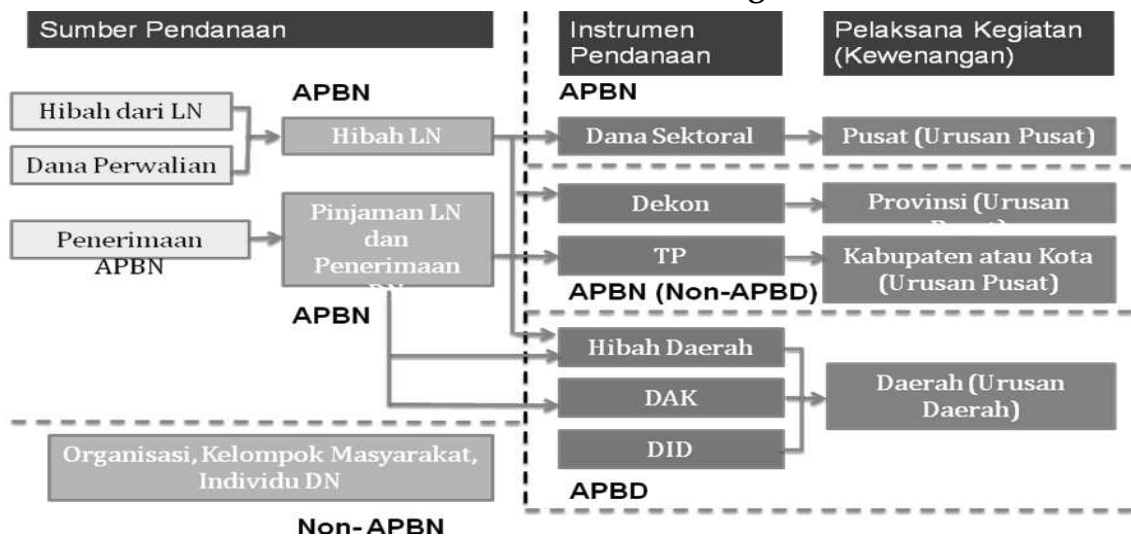 Sumber Pendanaan
Instrumen
Pendanaan
Pelaksana Kegiatan
(Kewenangan)
APBN
APBN
Hibah dari LN
Dana Perwalian
Hibah LN
Dana Sektoral
Pusat (Urusan Pusat)
Penerimaan
APBN
Pinjaman LN
dan
Penerimaan
DN
APBN
Dekon
Provinsi (Urusan
TP
Kabupaten atau Kota
(Urusan Pusat)
APBN (Non-APBD)
Hibah Daerah
DAK
DID
Daerah (Urusan
Daerah)
APBD
Organisasi, Kelompok Masyarakat,
Individu DN
Non- APBN